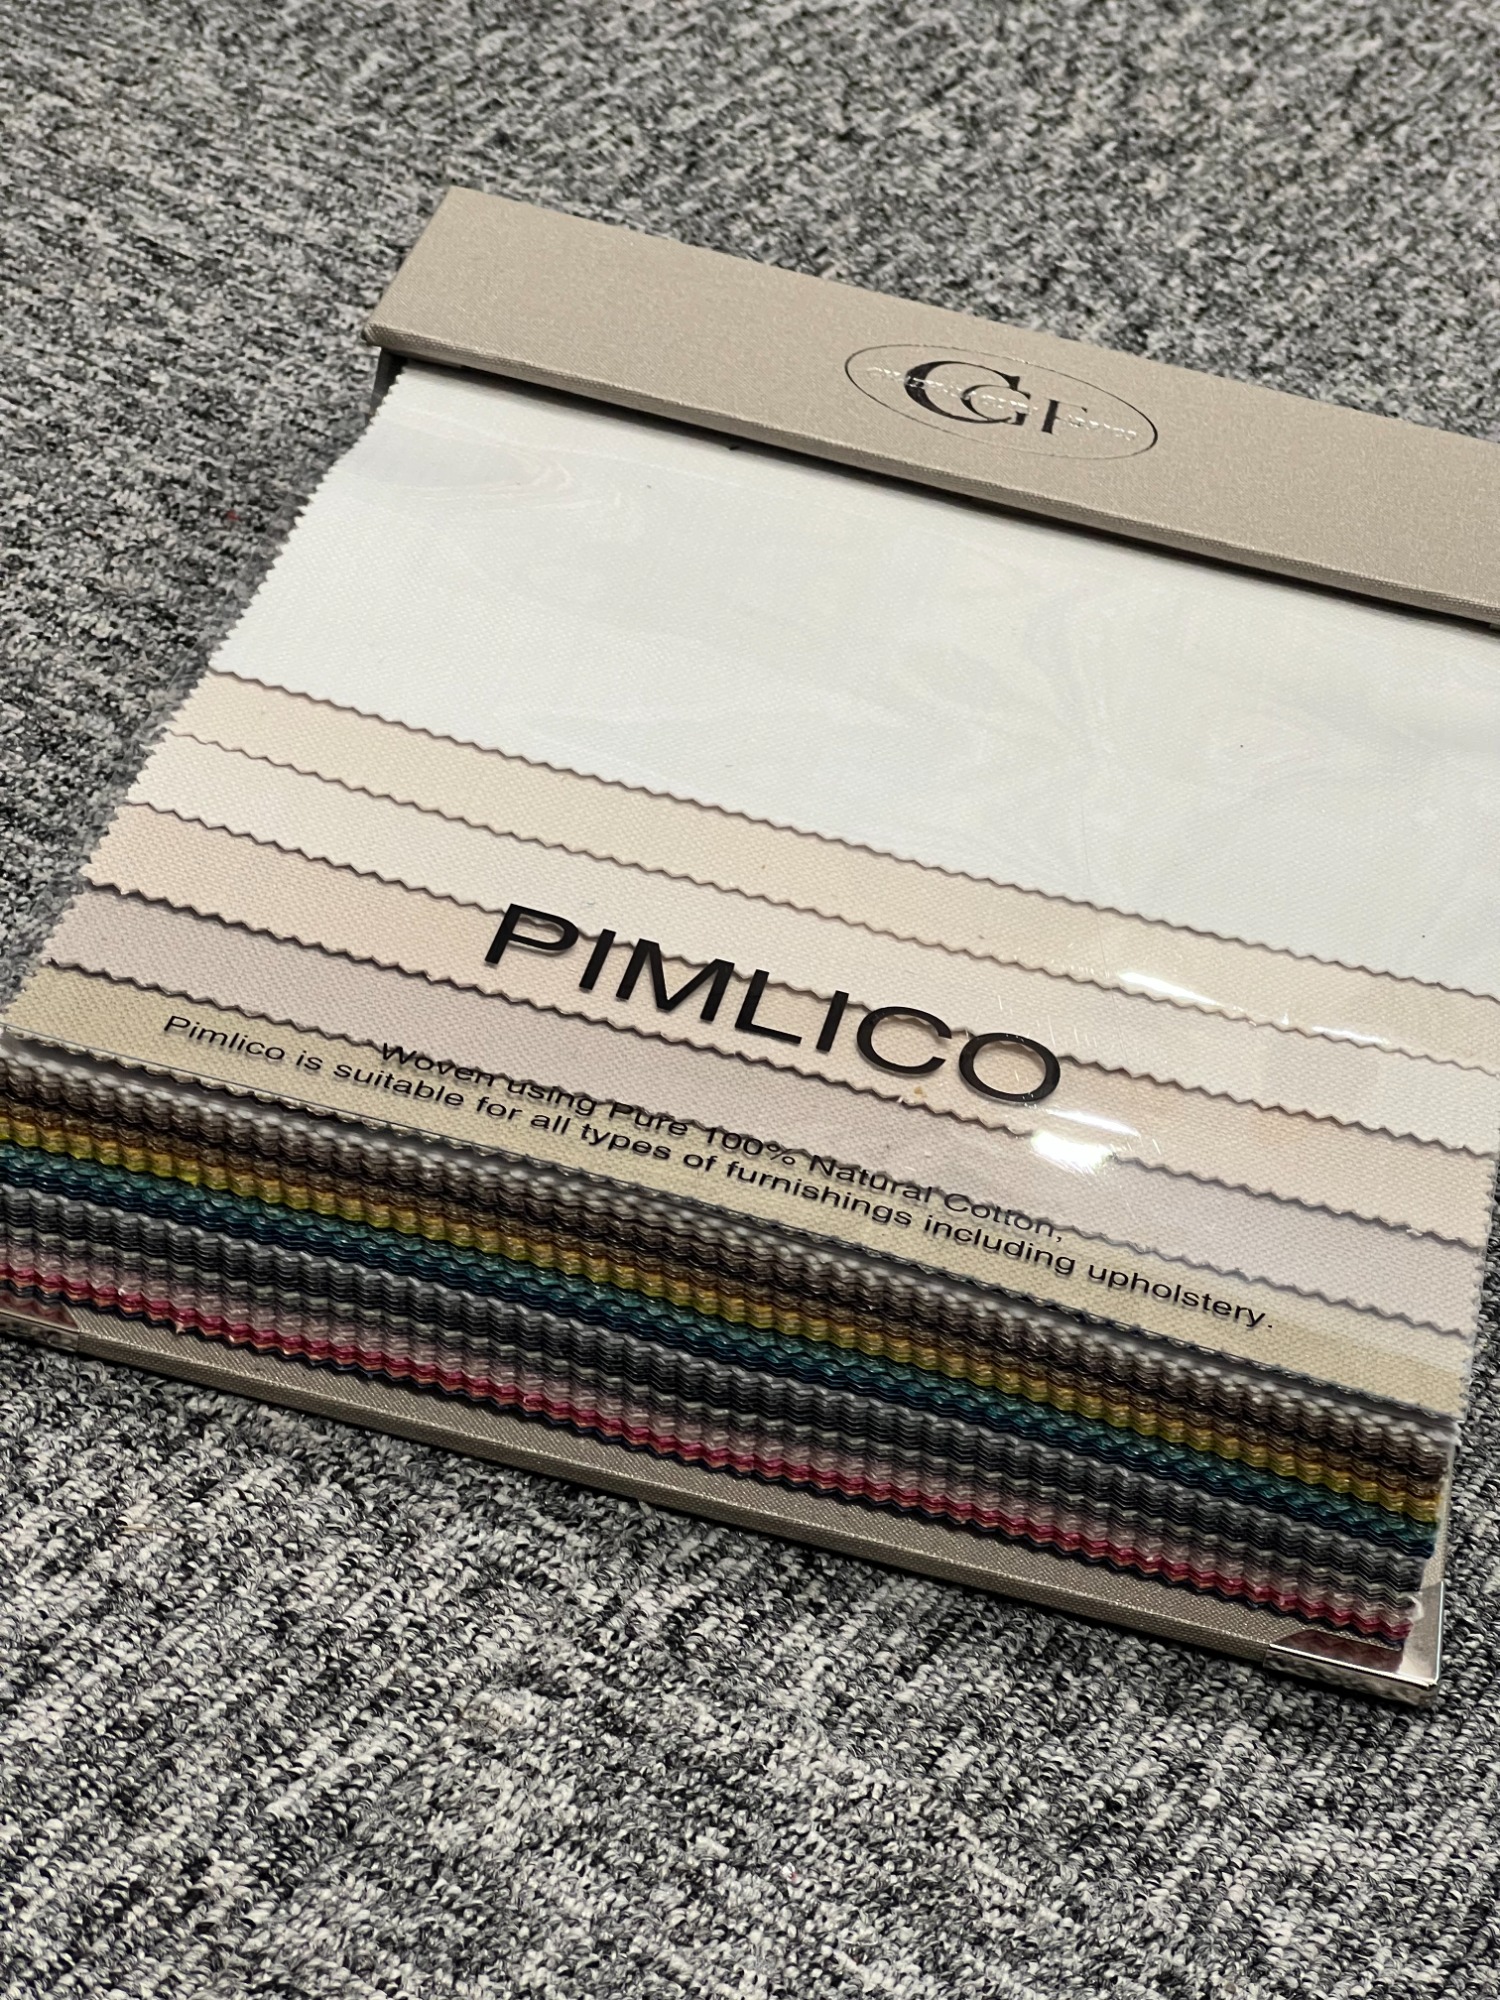 CGF
PIMLICO
Woven using Pure 100% Natural Cotton,
Pimlico is suitable for all types of furnishings including upholstery.